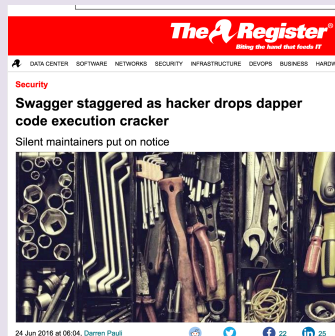 The Register®
Biting the hand that feeds IT
DATA CENTER SOFTWARE NETWORKS SECURITY INFRASTRUCTURE DEVOPS BUSINESS
Security
Swagger staggered as hacker drops dapper
code execution cracker
Silent maintainers put on notice
24 Jun 2016 at 06:04, Darren Pauli 22 25